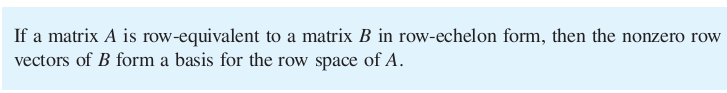 If a matrix A is row-equivalent to a matrix B in row-echelon form, then the nonzero row
vectors of B form a basis for the row space of A.